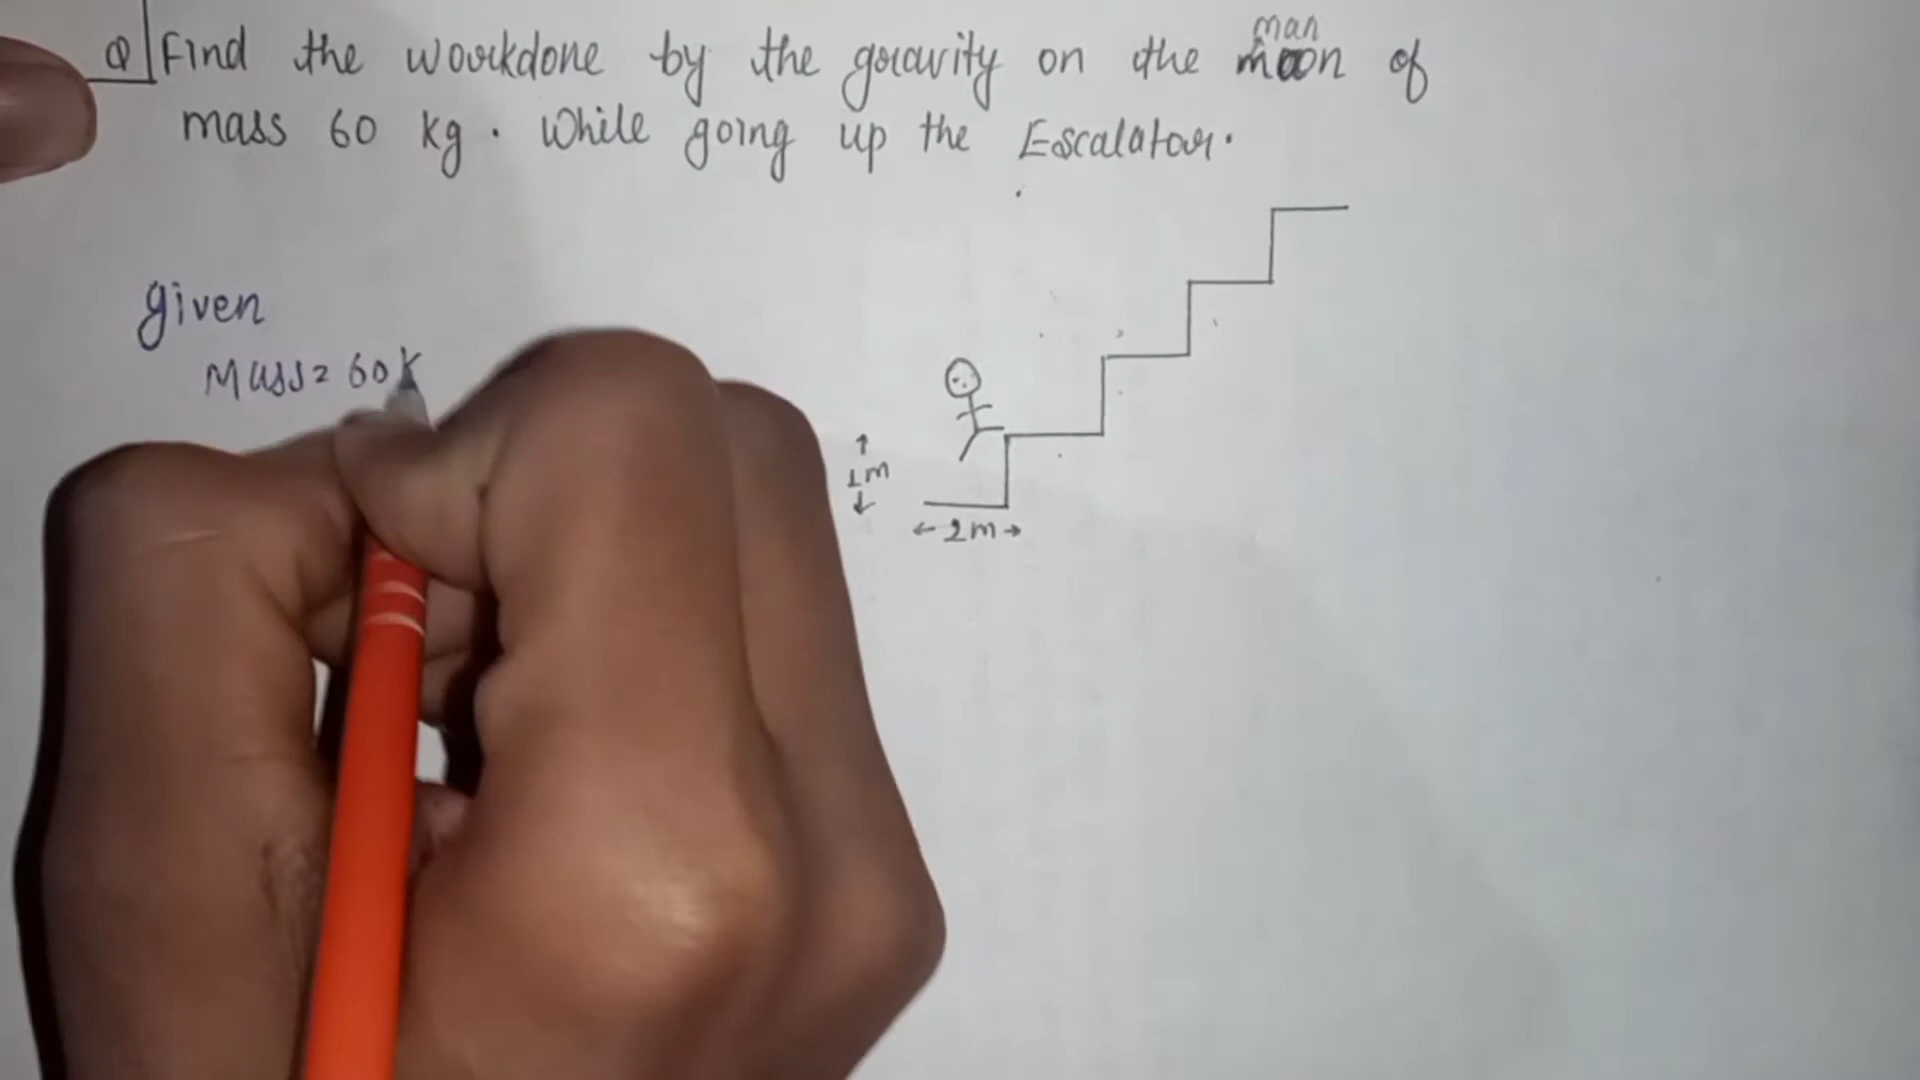 Q Find the workdone by the gravity on the man of
mass 60 kg. While going up the Escalator.
given
Mass = 60 K
1m
2m